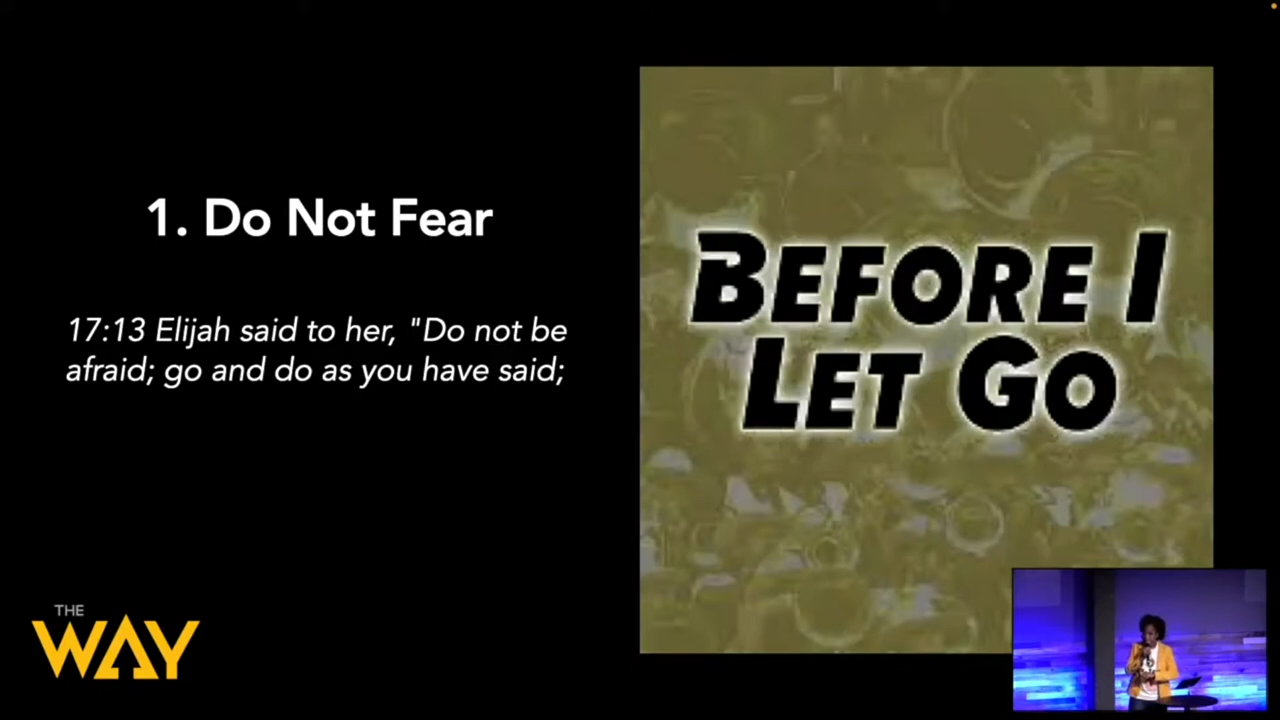 1. Do Not Fear
17:13 Elijah said to her, "Do not be
afraid; go and do as you have said;
BEFORE I
LET GO
THE
WAY